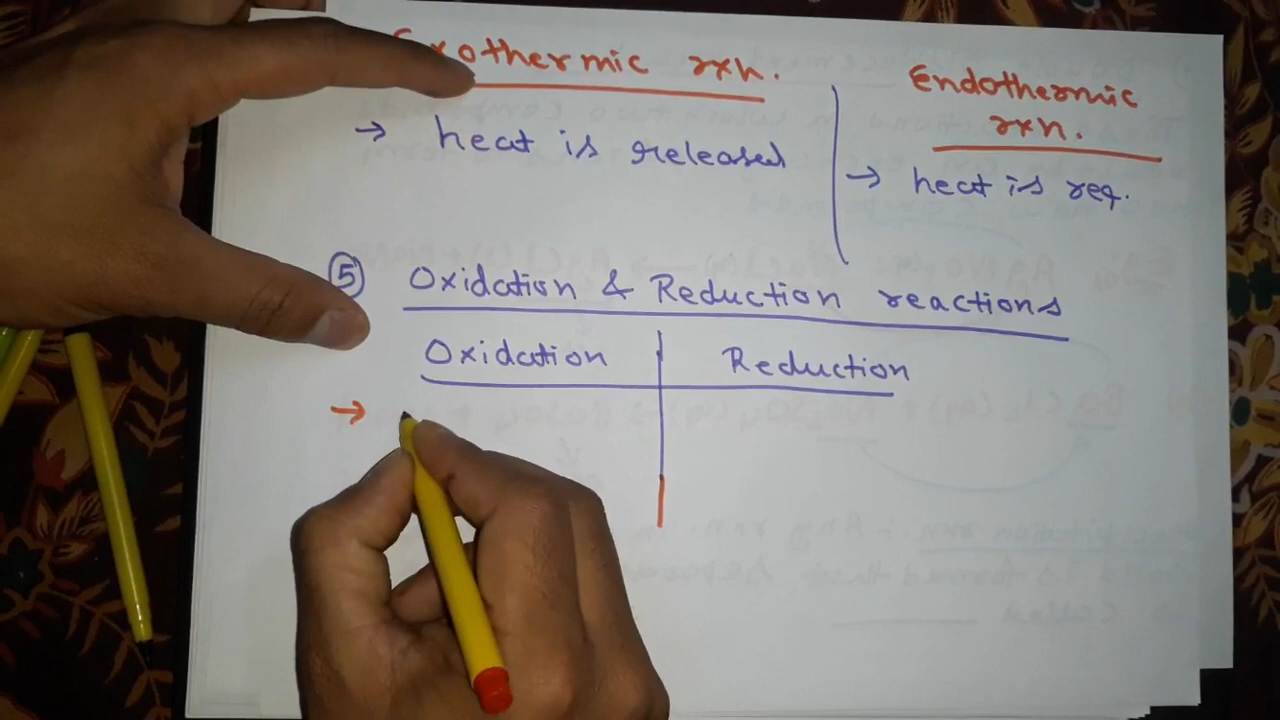 Exothermic rxn.
→ heat is released
Endothermic
rxn.
→ heat is req.
⑤ Oxidation & Reduction reactions
Oxidation
Reduction
→